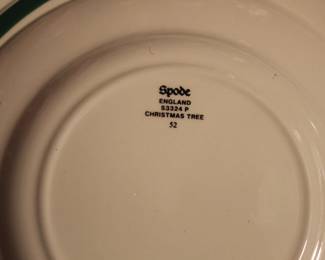 Spode
ENGLAND
S3324 P
CHRISTMAS TREE
52